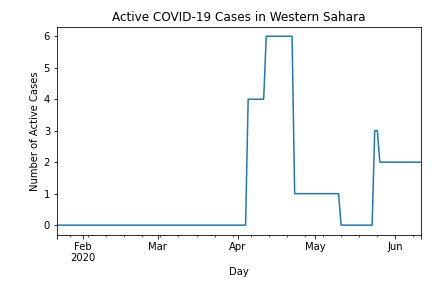 Active COVID-19 Cases in Western Sahara
Number of Active Cases
6
5
4
3
2
1
0
Feb Mar Apr May Jun
2020
Day